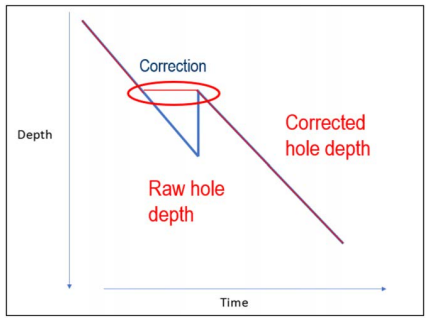 Correction
Depth
Corrected
hole depth
Raw hole
depth
Time